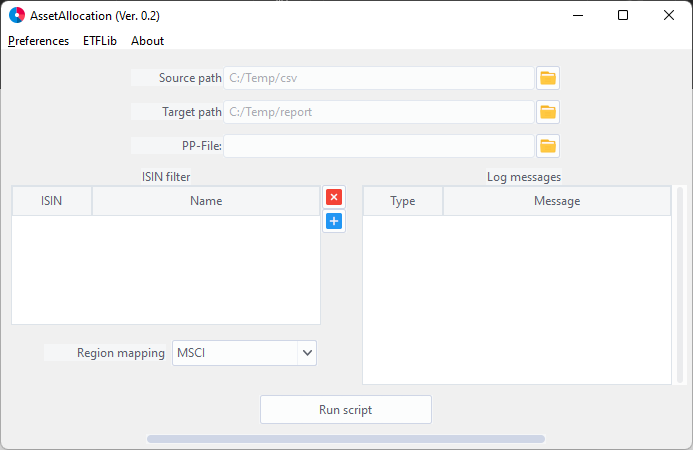 AssetAllocation (Ver. 0.2)
Preferences ETFLib About
Source path C:/Temp/csv
Target path C:/Temp/report
PP-File:
ISIN filter Log messages
ISIN Name Type Message
Region mapping MSCI
Run script